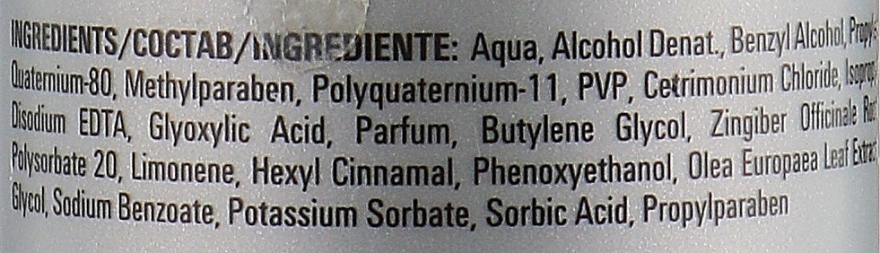 INGREDIENTS/СОСТАВ/INGREDIENTE: Aqua, Alcohol Denat., Benzyl Alcohol,
Quaternium-80, Methylparaben, Polyquaternium-11, PVP, Cetrimonium Chloride,
Disodium EDTA, Glyoxylic Acid, Parfum, Butylene Glycol, Zingiber Officinale
Polysorbate 20, Limonene, Hexyl Cinnamal, Phenoxyethanol, Olea Europaea Leaf Extract,
Glycol, Sodium Benzoate, Potassium Sorbate, Sorbic Acid, Propylparaben